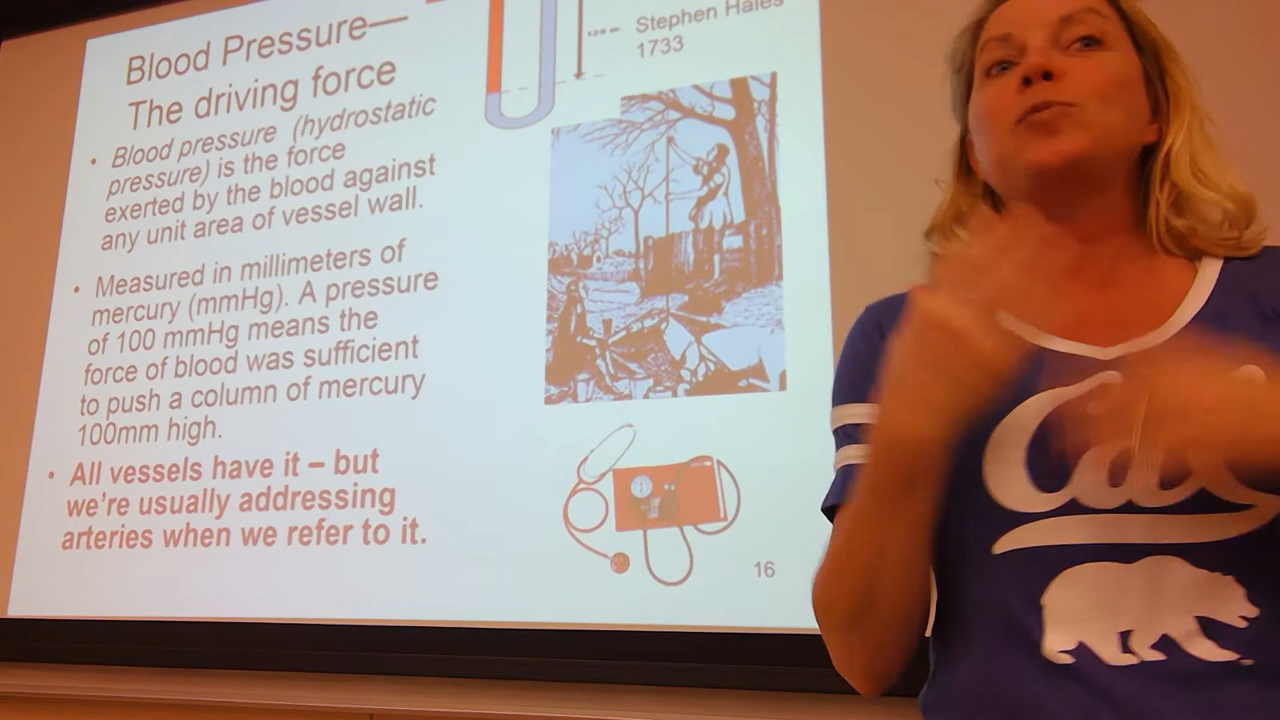 Blood Pressure—
The driving force
• Blood pressure (hydrostatic
pressure) is the force
exerted by the blood against
any unit area of vessel wall.
• Measured in millimeters of
mercury (mmHg). A pressure
of 100 mmHg means the
force of blood was sufficient
to push a column of mercury
100mm high.
• All vessels have it – but
we're usually addressing
arteries when we refer to it.
Stephen Hales
1733
16
Cal